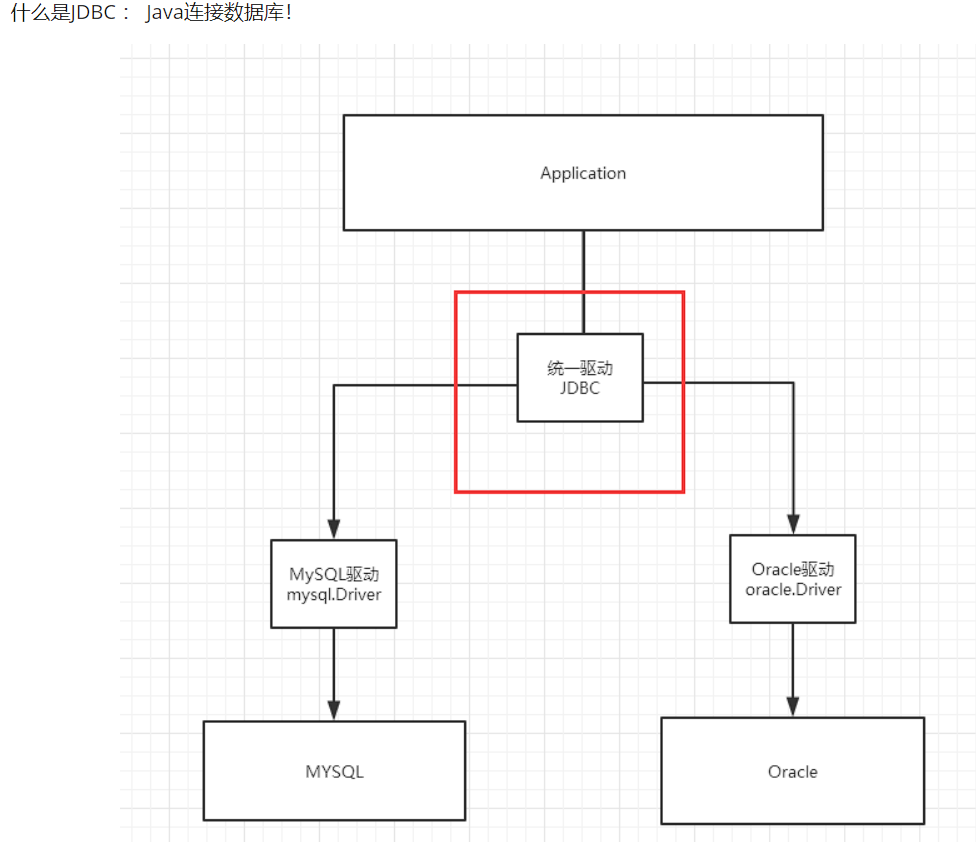 什么是JDBC ： Java连接数据库！
Application
统一驱动
JDBC
MySQL驱动
mysql.Driver
Oracle驱动
oracle.Driver
MYSQL
Oracle